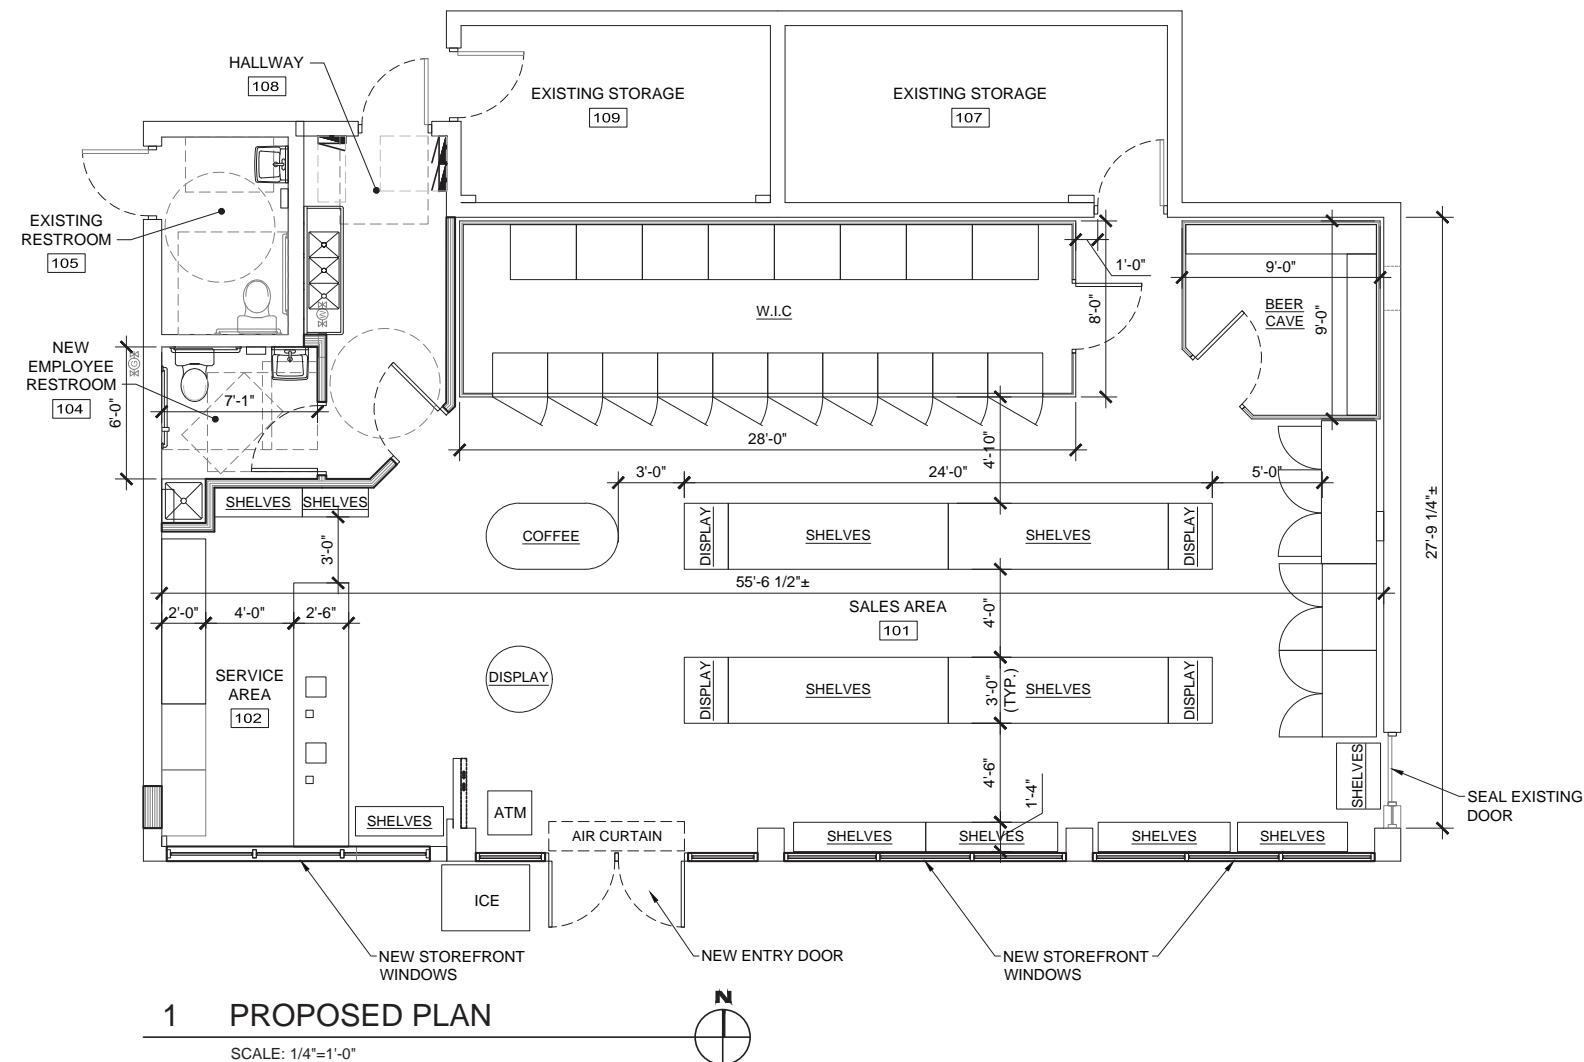 HALLWAY
108
EXISTING STORAGE
109
EXISTING STORAGE
107
EXISTING
RESTROOM
105
NEW
EMPLOYEE
RESTROOM
104
6'-0"
7'-1"
W.I.C
1'-0"
8'-0"
9'-0"
BEER
CAVE
9'-0"
28'-0"
4'-10"
3'-0"
24'-0"
5'-0"
27'-9 1/4"±
SHELVES
SHELVES
3'-0"
COFFEE
DISPLAY
SHELVES
SHELVES
DISPLAY
55'-6 1/2"±
2'-0"
4'-0"
2'-6"
SALES AREA
101
4'-0"
SERVICE
AREA
102
DISPLAY
DISPLAY
SHELVES
3'-0"
(TYP.)
SHELVES
DISPLAY
4'-6"
1'-4"
SHELVES
SHELVES
ATM
AIR CURTAIN
SHELVES
SHELVES
SHELVES
SHELVES
SEAL EXISTING
DOOR
ICE
NEW STOREFRONT
WINDOWS
NEW ENTRY DOOR
NEW STOREFRONT
WINDOWS
1 PROPOSED PLAN
SCALE: 1/4"=1'-0"
N